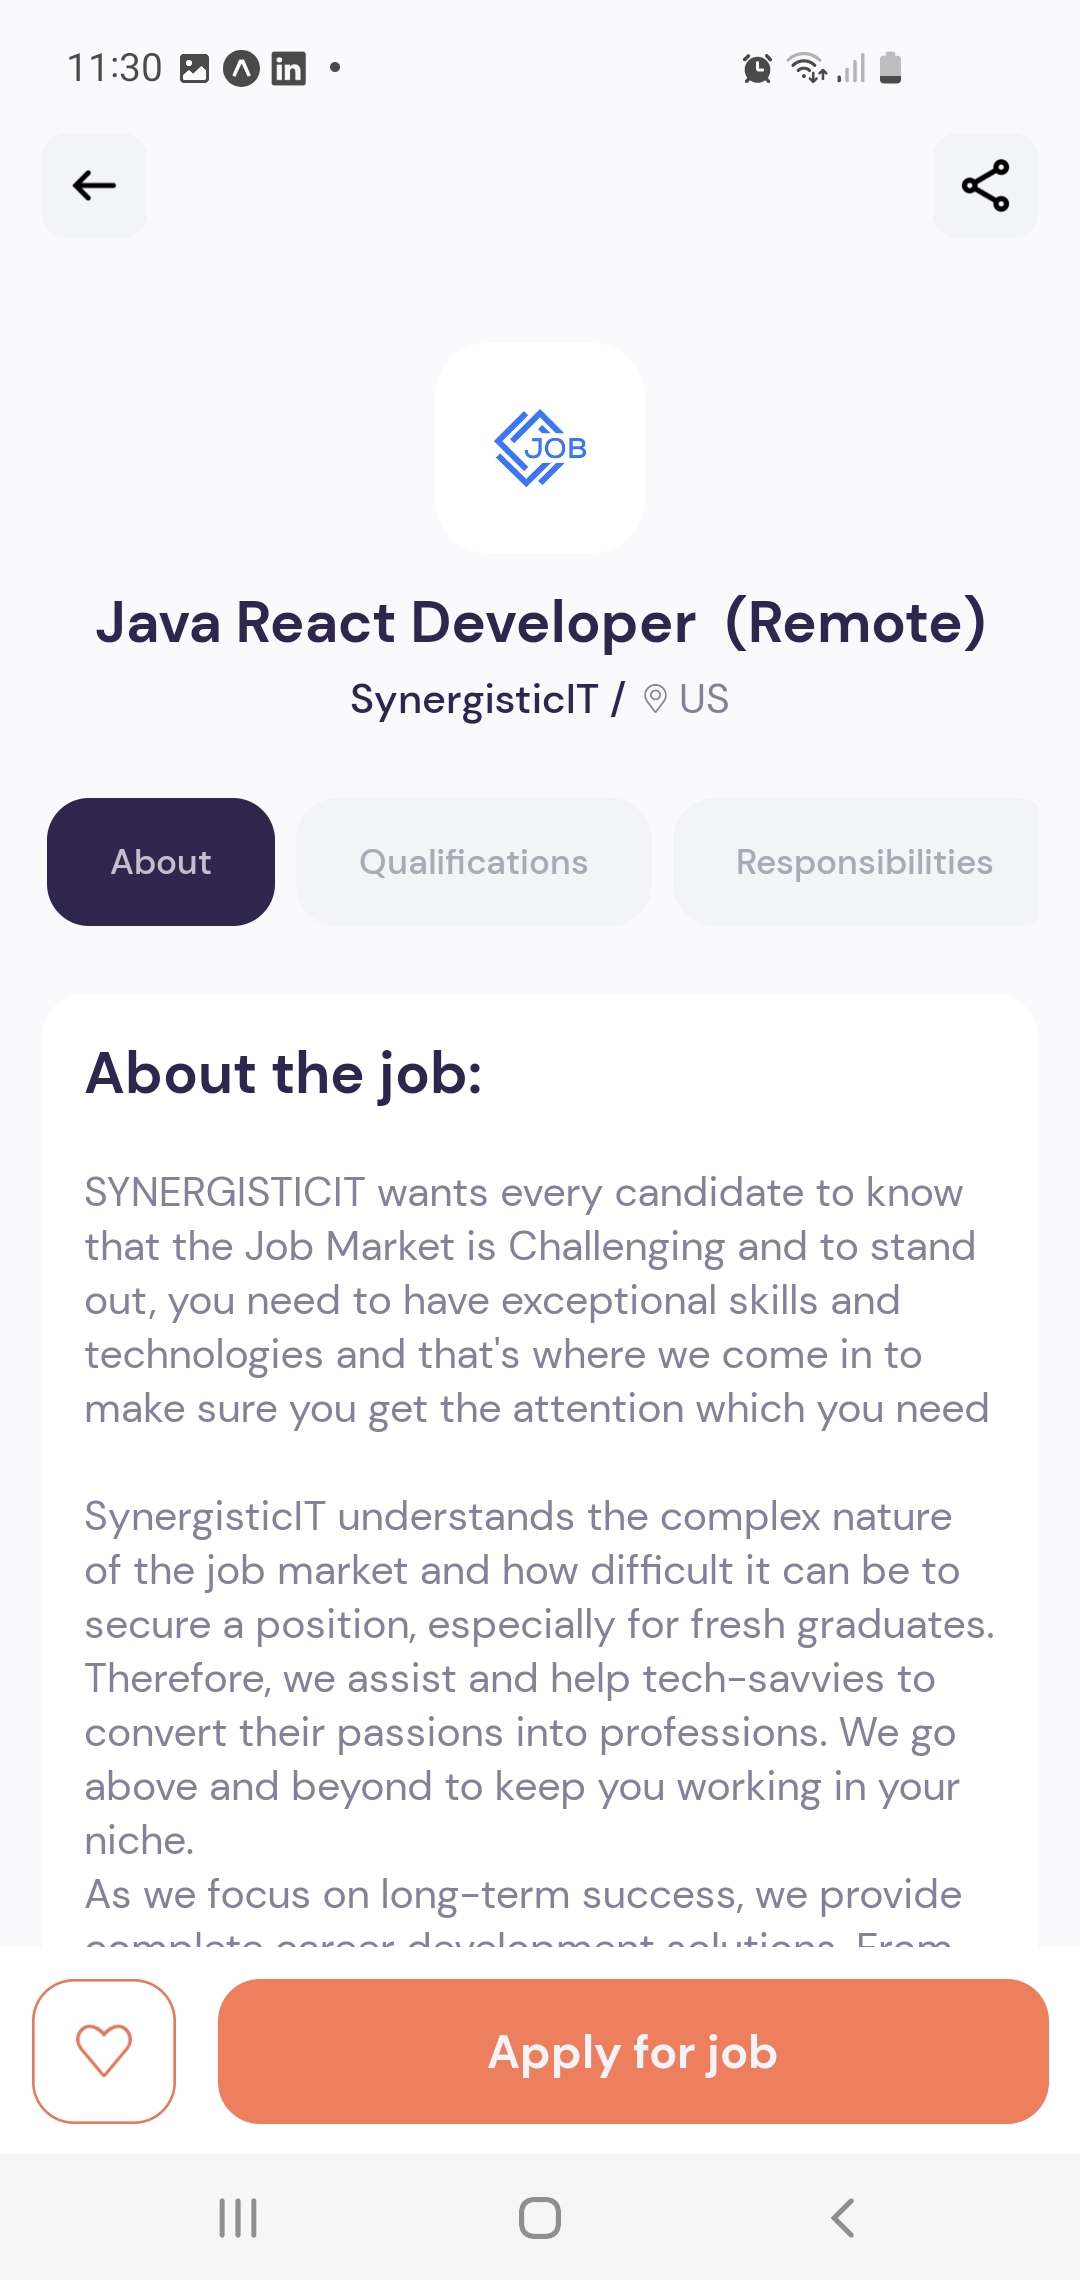 11:30
JOB
Java React Developer (Remote)
SynergisticIT / US
About
Qualifications
Responsibilities
About the job:
SYNERGISTICIT wants every candidate to know
that the Job Market is Challenging and to stand
out, you need to have exceptional skills and
technologies and that's where we come in to
make sure you get the attention which you need
SynergisticIT understands the complex nature
of the job market and how difficult it can be to
secure a position, especially for fresh graduates.
Therefore, we assist and help tech-savvies to
convert their passions into professions. We go
above and beyond to keep you working in your
niche.
As we focus on long-term success, we provide
complete career development solutions. From
Apply for job